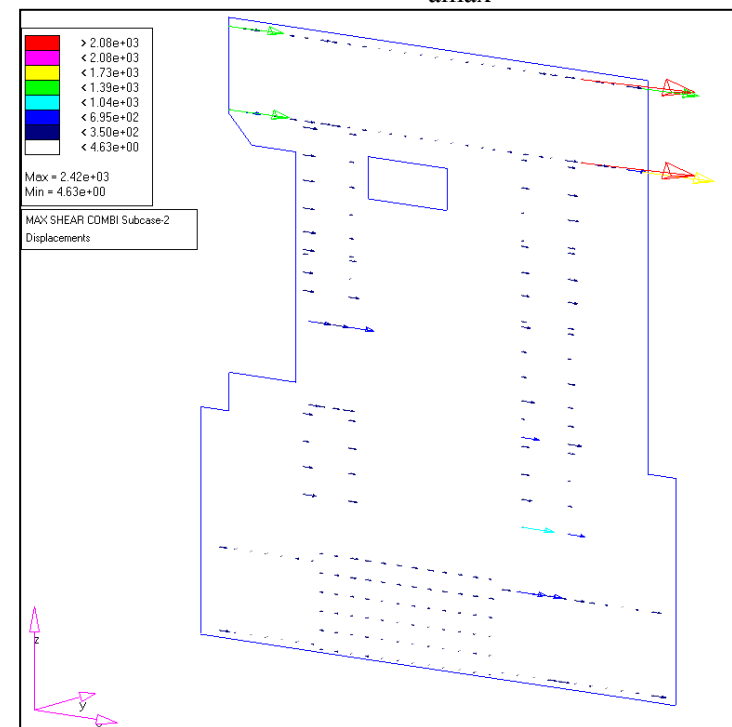 amax
> 2.08e+03
< 2.08e+03
< 1.73e+03
< 1.39e+03
< 1.04e+03
< 6.95e+02
< 3.50e+02
< 4.63e+00
Max = 2.42e+03
Min = 4.63e+00
MAX SHEAR COMBI Subcase-2
Displacements
z
y